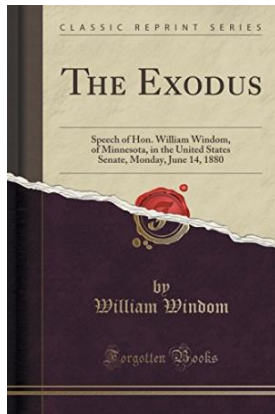 CLASSIC REPRINT SERIES
THE EXODUS
Speech of Hon. William Windom,
of Minnesota, in the United States
Senate, Monday, June 14, 1880
by
William Windom
Forgotten Books